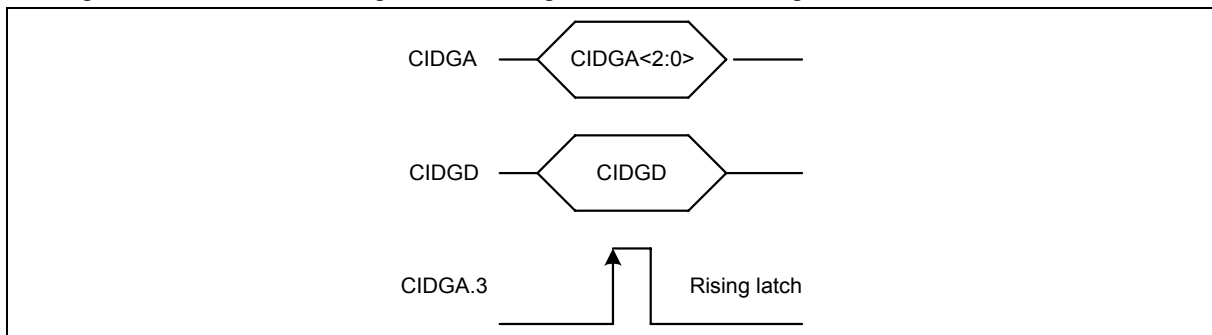 CIDGA CIDGA<2:0>
CIDGD CIDGD
CIDGA.3 Rising latch